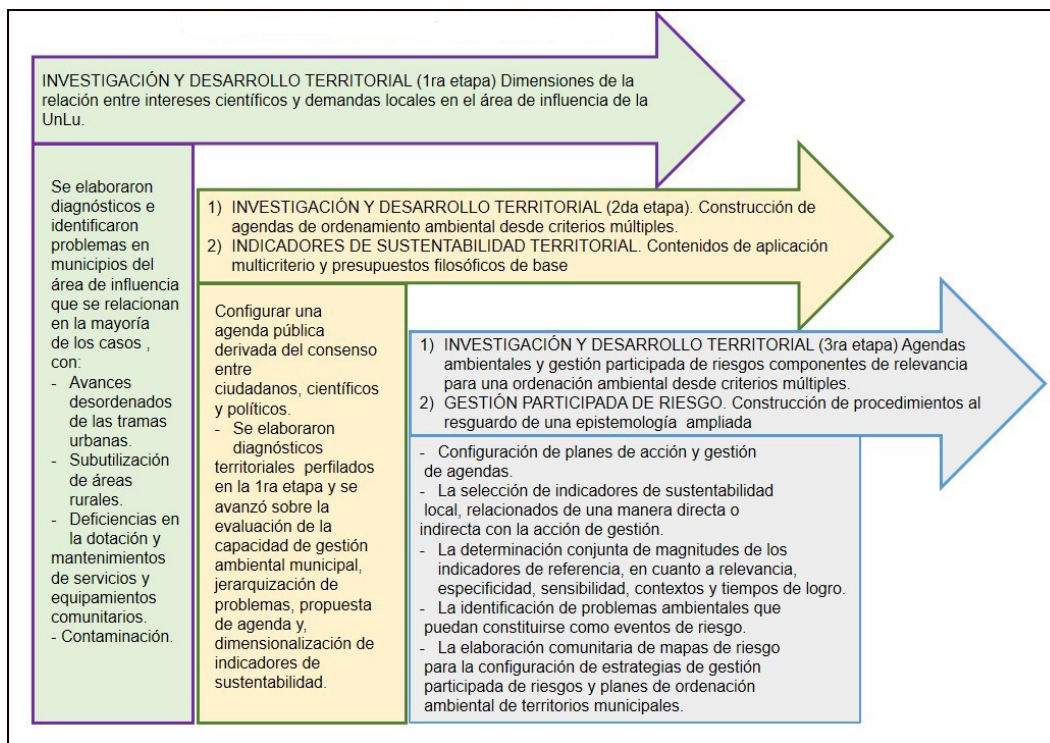 INVESTIGACIÓN Y DESARROLLO TERRITORIAL (1ra etapa) Dimensiones de la
relación entre intereses científicos y demandas locales en el área de influencia de la
UnLu.
Se elaboraron
diagnósticos e
identificaron
problemas en
municipios del
área de influencia
que se relacionan
en la mayoría
de los casos ,
con:
- Avances
desordenados
de las tramas
urbanas.
- Subutilización
de áreas
rurales.
- Deficiencias en
la dotación y
mantenimientos
de servicios y
equipamientos
comunitarios.
- Contaminación.
1) INVESTIGACIÓN Y DESARROLLO TERRITORIAL (2da etapa). Construcción de
agendas de ordenamiento ambiental desde criterios múltiples.
2) INDICADORES DE SUSTENTABILIDAD TERRITORIAL. Contenidos de aplicación
multicriterio y presupuestos filosóficos de base
Configurar una
agenda pública
derivada del consenso
entre
ciudadanos, científicos
y políticos.
- Se elaboraron
diagnósticos
territoriales perfilados
en la 1ra etapa y se
avanzó sobre la
evaluación de la
capacidad de gestión
ambiental municipal,
jerarquización de
problemas, propuesta
de agenda y,
dimensionalización de
indicadores de
sustentabilidad.
1) INVESTIGACIÓN Y DESARROLLO TERRITORIAL (3ra etapa) Agendas
ambientales y gestión participada de riesgos componentes de relevancia
para una ordenación ambiental desde criterios múltiples.
2) GESTIÓN PARTICIPADA DE RIESGO. Construcción de procedimientos al
resguardo de una epistemología ampliada
- Configuración de planes de acción y gestión
de agendas.
- La selección de indicadores de sustentabilidad
local, relacionados de una manera directa o
indirecta con la acción de gestión.
- La determinación conjunta de magnitudes de los
indicadores de referencia, en cuanto a relevancia,
especificidad, sensibilidad, contextos y tiempos de logro.
- La identificación de problemas ambientales que
puedan constituirse como eventos de riesgo.
- La elaboración comunitaria de mapas de riesgo
para la configuración de estrategias de gestión
participada de riesgos y planes de ordenación
ambiental de territorios municipales.